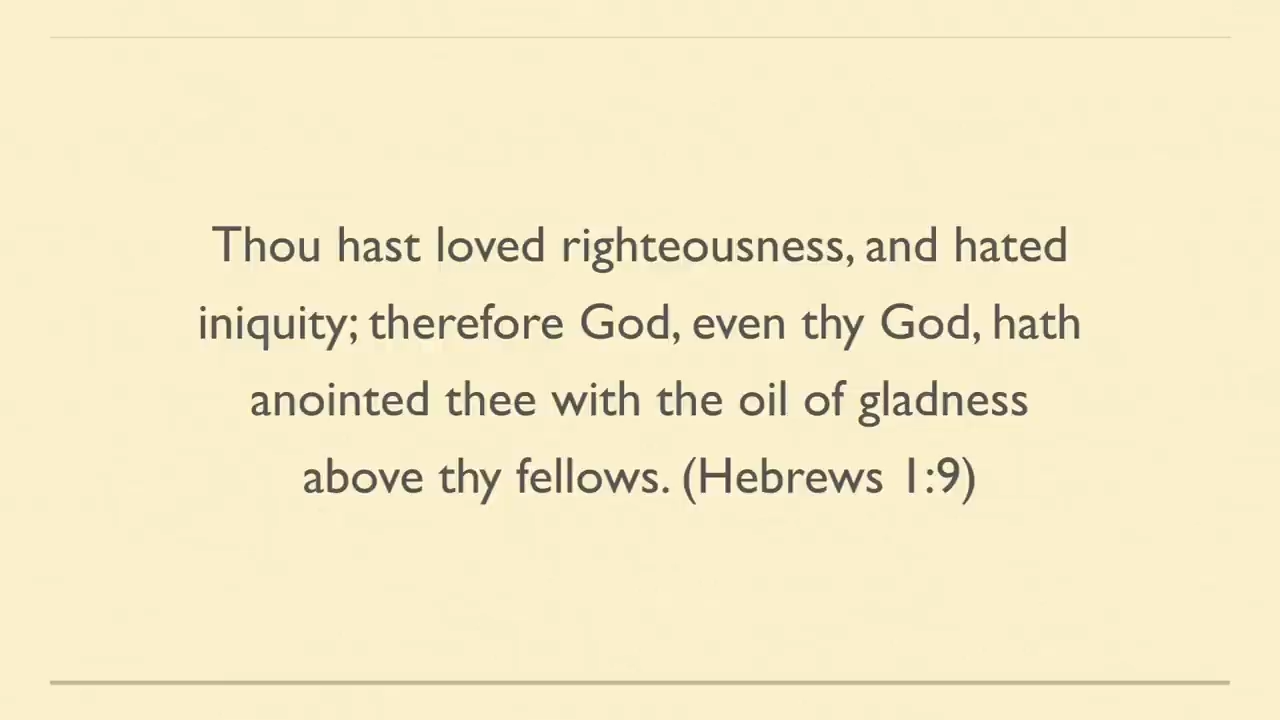 Thou hast loved righteousness, and hated
iniquity; therefore God, even thy God, hath
anointed thee with the oil of gladness
above thy fellows. (Hebrews 1:9)